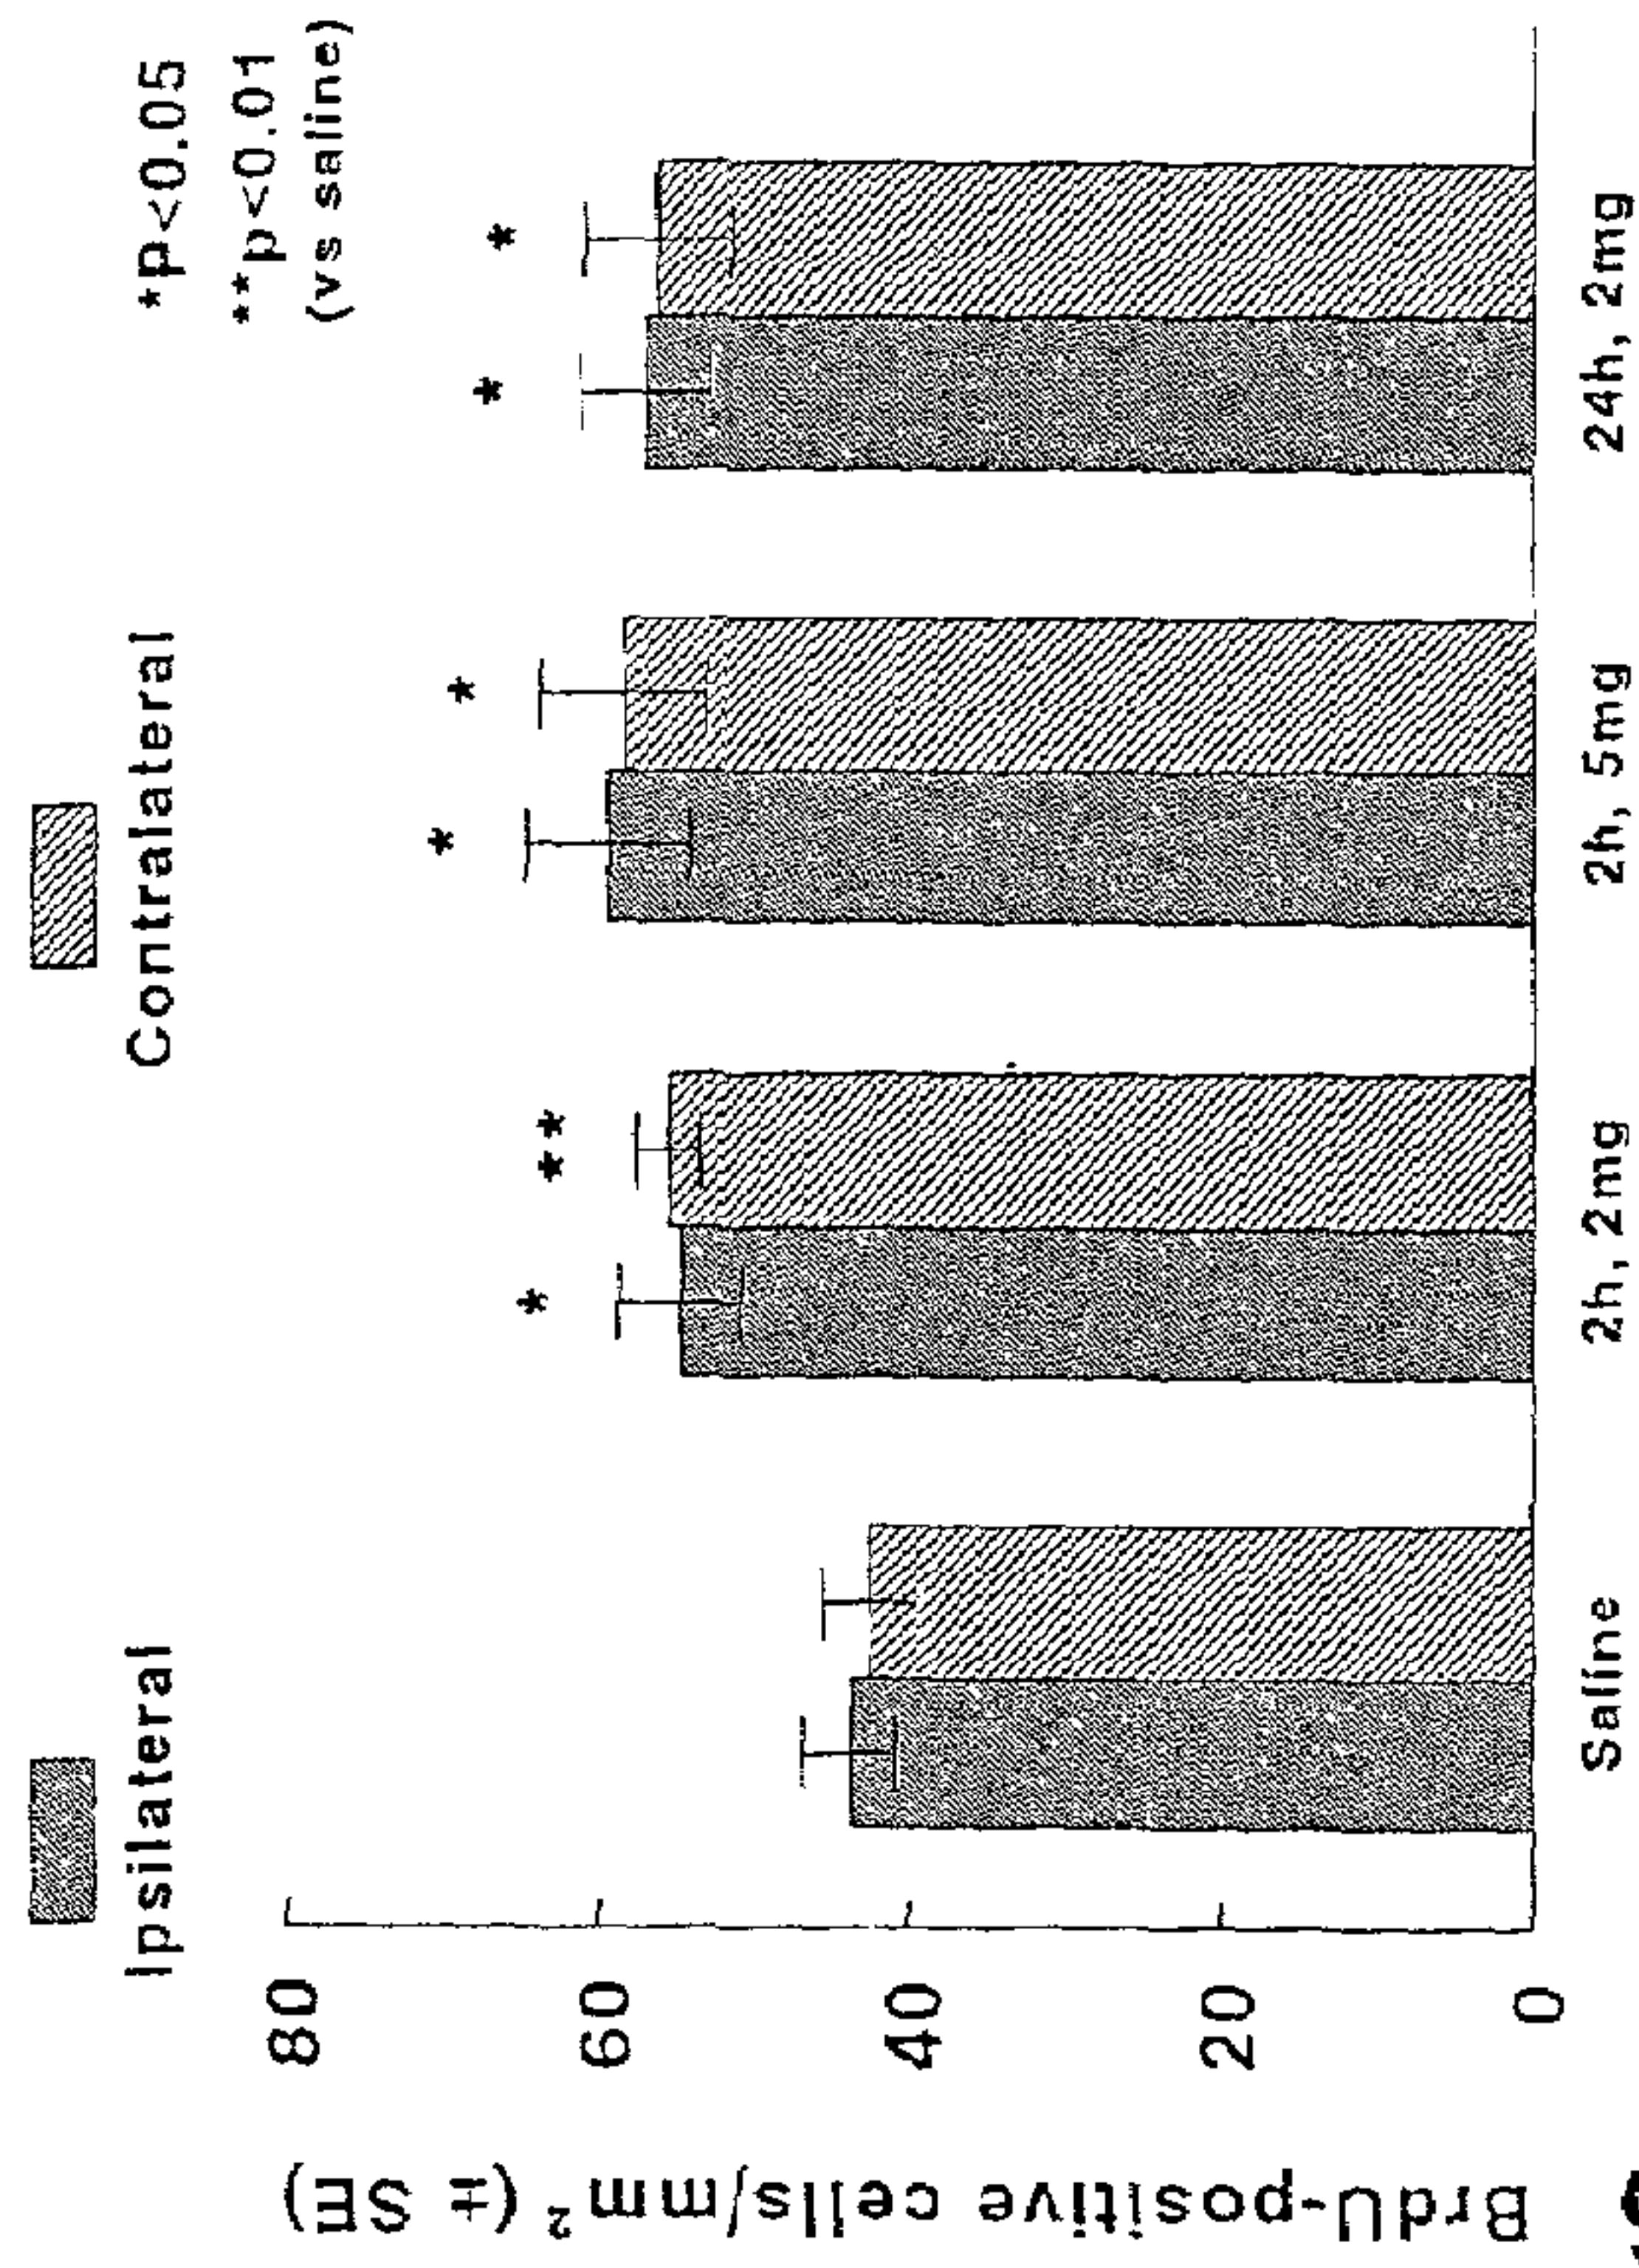 Ipsilateral
Contralateral
*p<0.05
**p<0.01
(vs saline)
BrdU-positive cells/mm² (± SE)
80
60
40
20
0
*
**
*
*
*
*
Saline
2h, 2mg
2h, 5mg
24h, 2mg